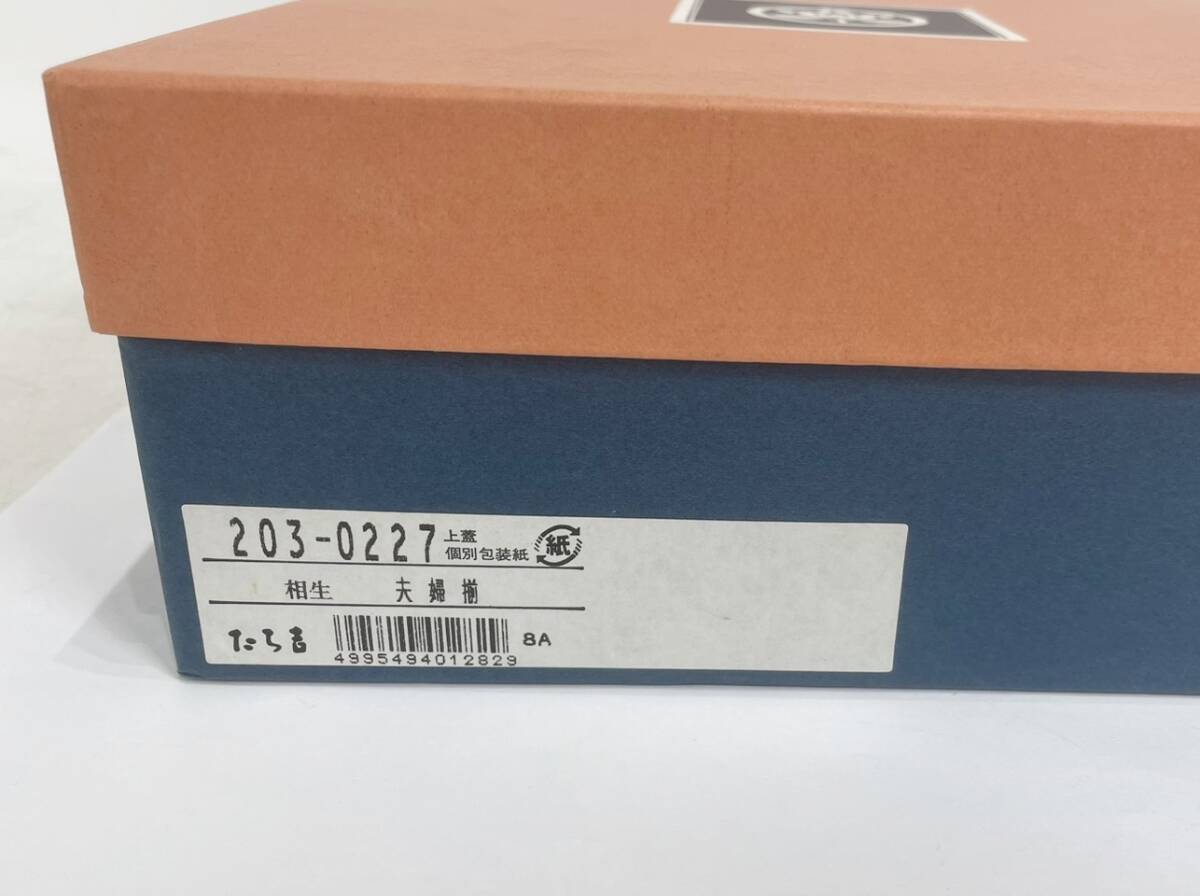 203-0227
上蓋
個別包装紙
紙
相生 夫婦揃
たち吉
8A
4995494012829